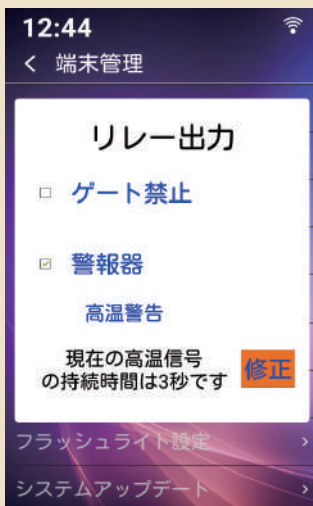 12:44
< 端末管理
リレー出力
ゲート禁止
警報器
高温警告
現在の高温信号
の持続時間は3秒です
修正
フラッシュライト設定 >
システムアップデート >